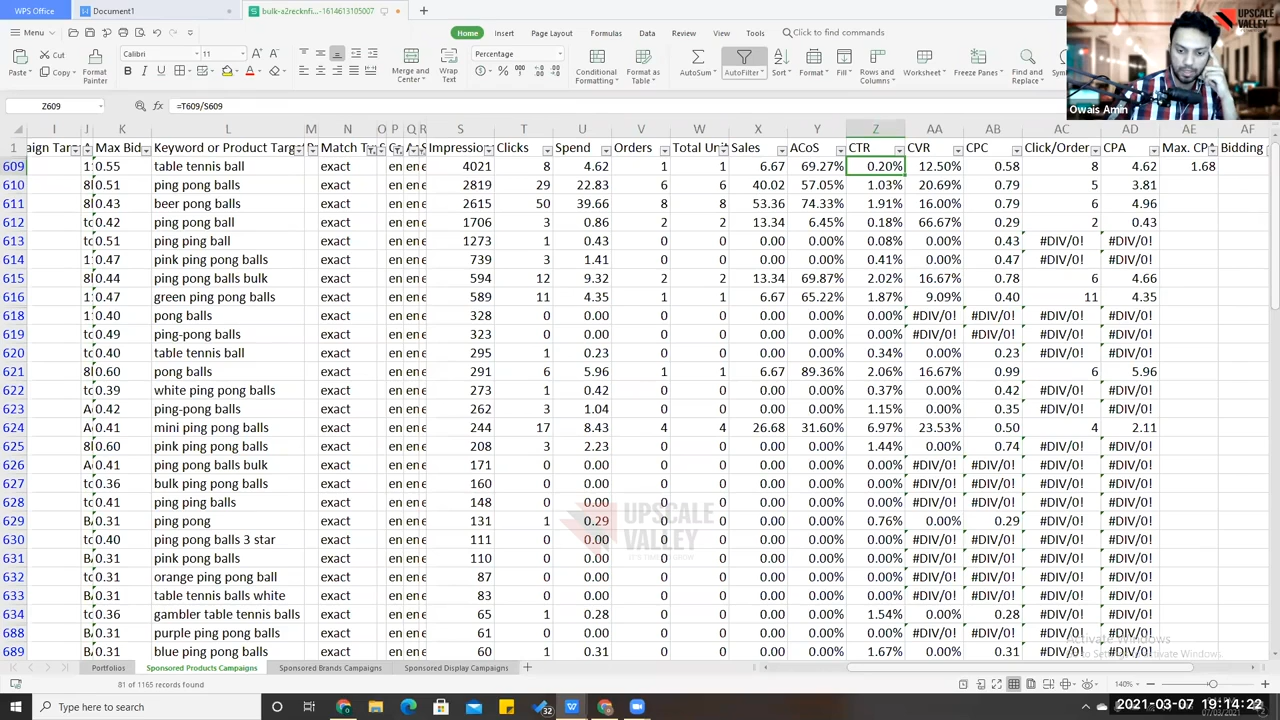 WPS Office Document1 bulk-a2recknfi...-1614613105007 2
Menu Home Insert Page Layout Formulas Data Review View Tools Click to find commands
Paste Cut Copy Format Painter Calibri 11 Merge and Center Wrap Text Percentage Conditional Formatting Format as Table AutoSum AutoFilter Sort Format Fill Rows and Columns Worksheet Freeze Panes Find and Replace
UPSCALE VALLEY
Owais Amin
Z609 fx =T609/S609
I J K L M N O P Q R S T U V W X Y Z AA AB AC AD AE AF
1 Max Bid Keyword or Product Targ Match T Impressio Clicks Spend Orders Total Uni Sales ACoS CTR CVR CPC Click/Order CPA Max. CPA Bidding
609 0.55 table tennis ball exact 4021 8 4.62 1 1 6.67 69.27% 0.20% 12.50% 0.58 8 4.62 1.68
610 0.51 ping pong balls exact 2819 29 22.83 6 6 40.02 57.05% 1.03% 20.69% 0.79 5 3.81
611 0.43 beer pong balls exact 2615 50 39.66 8 8 53.36 74.33% 1.91% 16.00% 0.79 6 4.96
612 0.42 ping pong ball exact 1706 3 0.86 2 2 13.34 6.45% 0.18% 66.67% 0.29 2 0.43
613 0.51 ping ping ball exact 1273 1 0.43 0 0 0.00 0.00% 0.08% 0.00% 0.43 #DIV/0! #DIV/0!
614 0.47 pink ping pong balls exact 739 3 1.41 0 0 0.00 0.00% 0.41% 0.00% 0.47 #DIV/0! #DIV/0!
615 0.44 ping pong balls bulk exact 594 12 9.32 2 2 13.34 69.87% 2.02% 16.67% 0.78 6 4.66
616 0.47 green ping pong balls exact 589 11 4.35 1 1 6.67 65.22% 1.87% 9.09% 0.40 11 4.35
618 0.40 pong balls exact 328 0 0.00 0 0 0.00 0.00% 0.00% #DIV/0! #DIV/0! #DIV/0! #DIV/0!
619 0.49 ping-pong balls exact 323 0 0.00 0 0 0.00 0.00% 0.00% #DIV/0! #DIV/0! #DIV/0! #DIV/0!
620 0.40 table tennis ball exact 295 1 0.23 0 0 0.00 0.00% 0.34% 0.00% 0.23 #DIV/0! #DIV/0!
621 0.60 pong balls exact 291 6 5.96 1 1 6.67 89.36% 2.06% 16.67% 0.99 6 5.96
622 0.39 white ping pong balls exact 273 1 0.42 0 0 0.00 0.00% 0.37% 0.00% 0.42 #DIV/0! #DIV/0!
623 0.42 ping-pong balls exact 262 3 1.04 0 0 0.00 0.00% 1.15% 0.00% 0.35 #DIV/0! #DIV/0!
624 0.41 mini ping pong balls exact 244 17 8.43 4 4 26.68 31.60% 6.97% 23.53% 0.50 4 2.11
625 0.60 pink ping pong balls exact 208 3 2.23 0 0 0.00 0.00% 1.44% 0.00% 0.74 #DIV/0! #DIV/0!
626 0.41 ping pong balls bulk exact 171 0 0.00 0 0 0.00 0.00% 0.00% #DIV/0! #DIV/0! #DIV/0! #DIV/0!
627 0.36 bulk ping pong balls exact 160 0 0.00 0 0 0.00 0.00% 0.00% #DIV/0! #DIV/0! #DIV/0! #DIV/0!
628 0.41 ping ping balls exact 148 0 0.00 0 0 0.00 0.00% 0.00% #DIV/0! #DIV/0! #DIV/0! #DIV/0!
629 0.31 ping pong exact 131 1 0.29 0 0 0.00 0.00% 0.76% 0.00% 0.29 #DIV/0! #DIV/0!
630 0.40 ping pong balls 3 star exact 111 0 0.00 0 0 0.00 0.00% 0.00% #DIV/0! #DIV/0! #DIV/0! #DIV/0!
631 0.31 pink pong balls exact 110 0 0.00 0 0 0.00 0.00% 0.00% #DIV/0! #DIV/0! #DIV/0! #DIV/0!
632 0.31 orange ping pong ball exact 87 0 0.00 0 0 0.00 0.00% 0.00% #DIV/0! #DIV/0! #DIV/0! #DIV/0!
633 0.31 table tennis balls white exact 83 0 0.00 0 0 0.00 0.00% 0.00% #DIV/0! #DIV/0! #DIV/0! #DIV/0!
634 0.36 gambler table tennis balls exact 65 1 0.28 0 0 0.00 0.00% 1.54% 0.00% 0.28 #DIV/0! #DIV/0!
688 0.31 purple ping pong balls exact 61 0 0.00 0 0 0.00 0.00% 0.00% #DIV/0! #DIV/0! #DIV/0! #DIV/0!
689 0.31 blue ping pong balls exact 60 1 0.31 0 0 0.00 0.00% 1.67% 0.00% 0.31 #DIV/0! #DIV/0!
UPSCALE
VALLEY
IT'S TIME TO GROW
Activate Windows
Portfolios Sponsored Products Campaigns Sponsored Brands Campaigns Sponsored Display Campaigns
81 of 1165 records found 140%
Type here to search 32 2021-03-07 19:14:22